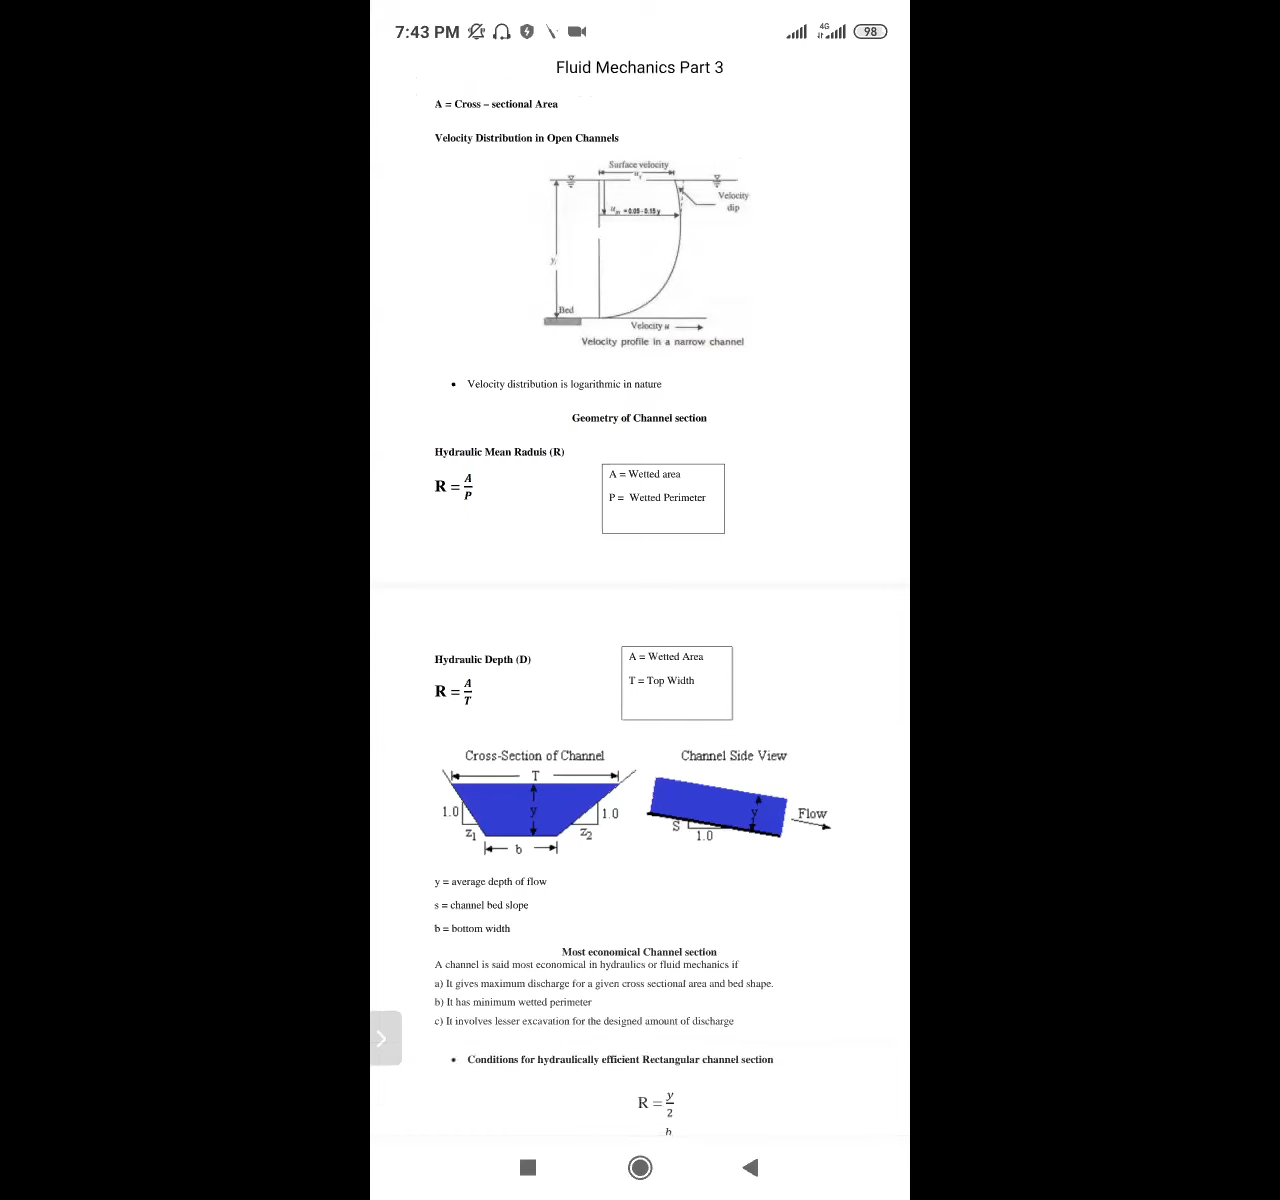 7:43 PM
4G
98
Fluid Mechanics Part 3
A = Cross – sectional Area
Velocity Distribution in Open Channels
Surface velocity
Velocity
dip
= 0.05 - 0.15 y
y
Bed
Velocity u
Velocity profile in a narrow channel
• Velocity distribution is logarithmic in nature
Geometry of Channel section
Hydraulic Mean Raduis (R)
R = A/P
A = Wetted area
P = Wetted Perimeter
Hydraulic Depth (D)
R = A/T
A = Wetted Area
T = Top Width
Cross-Section of Channel
T
1.0
y
1.0
z1
z2
b
Channel Side View
y
Flow
S
1.0
y = average depth of flow
s = channel bed slope
b = bottom width
Most economical Channel section
A channel is said most economical in hydraulics or fluid mechanics if
a) It gives maximum discharge for a given cross sectional area and bed shape.
b) It has minimum wetted perimeter
c) It involves lesser excavation for the designed amount of discharge
• Conditions for hydraulically efficient Rectangular channel section
R = y/2
b